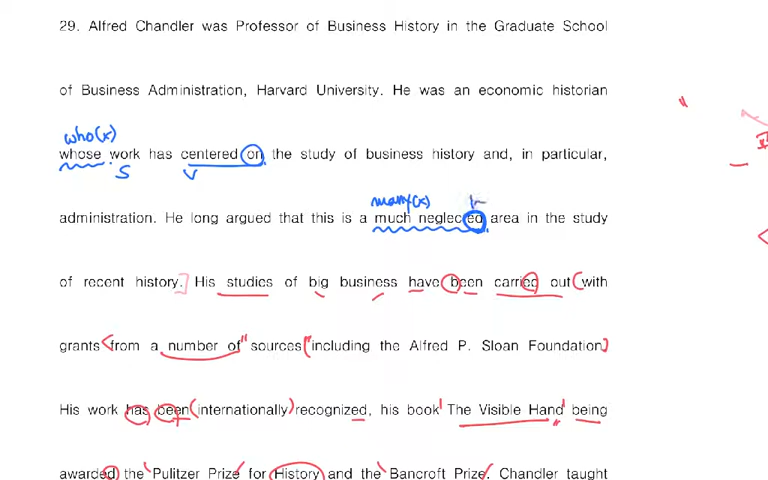 29. Alfred Chandler was Professor of Business History in the Graduate School
of Business Administration, Harvard University. He was an economic historian
who(x)
whose work has centered on the study of business history and, in particular,
S V
many(x)
administration. He long argued that this is a much neglected area in the study
of recent history.] His studies of big business have been carried out (with
grants <from a number of" sources "(including the Alfred P. Sloan Foundation)
His work has been (internationally) recognized, his book ' The Visible Hand' being
awarded the Pulitzer Prize for History and the Bancroft Prize. Chandler taught